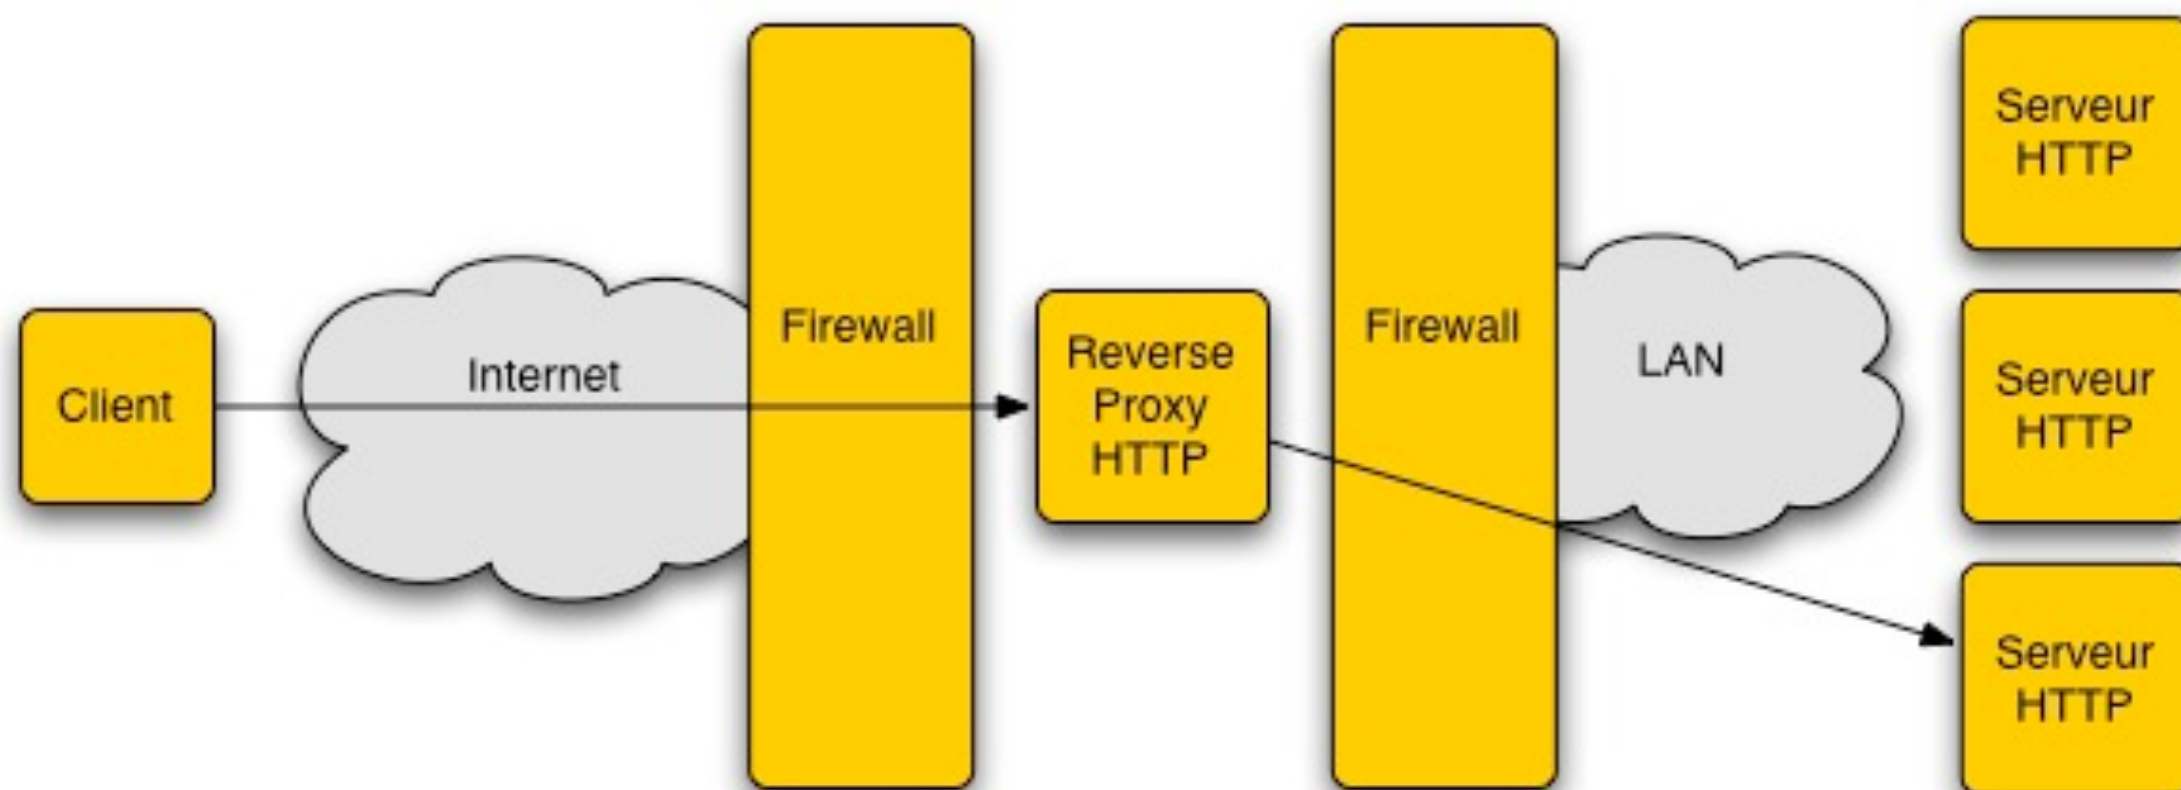 Client
Internet
Firewall
Reverse
Proxy
HTTP
Firewall
LAN
Serveur
HTTP
Serveur
HTTP
Serveur
HTTP